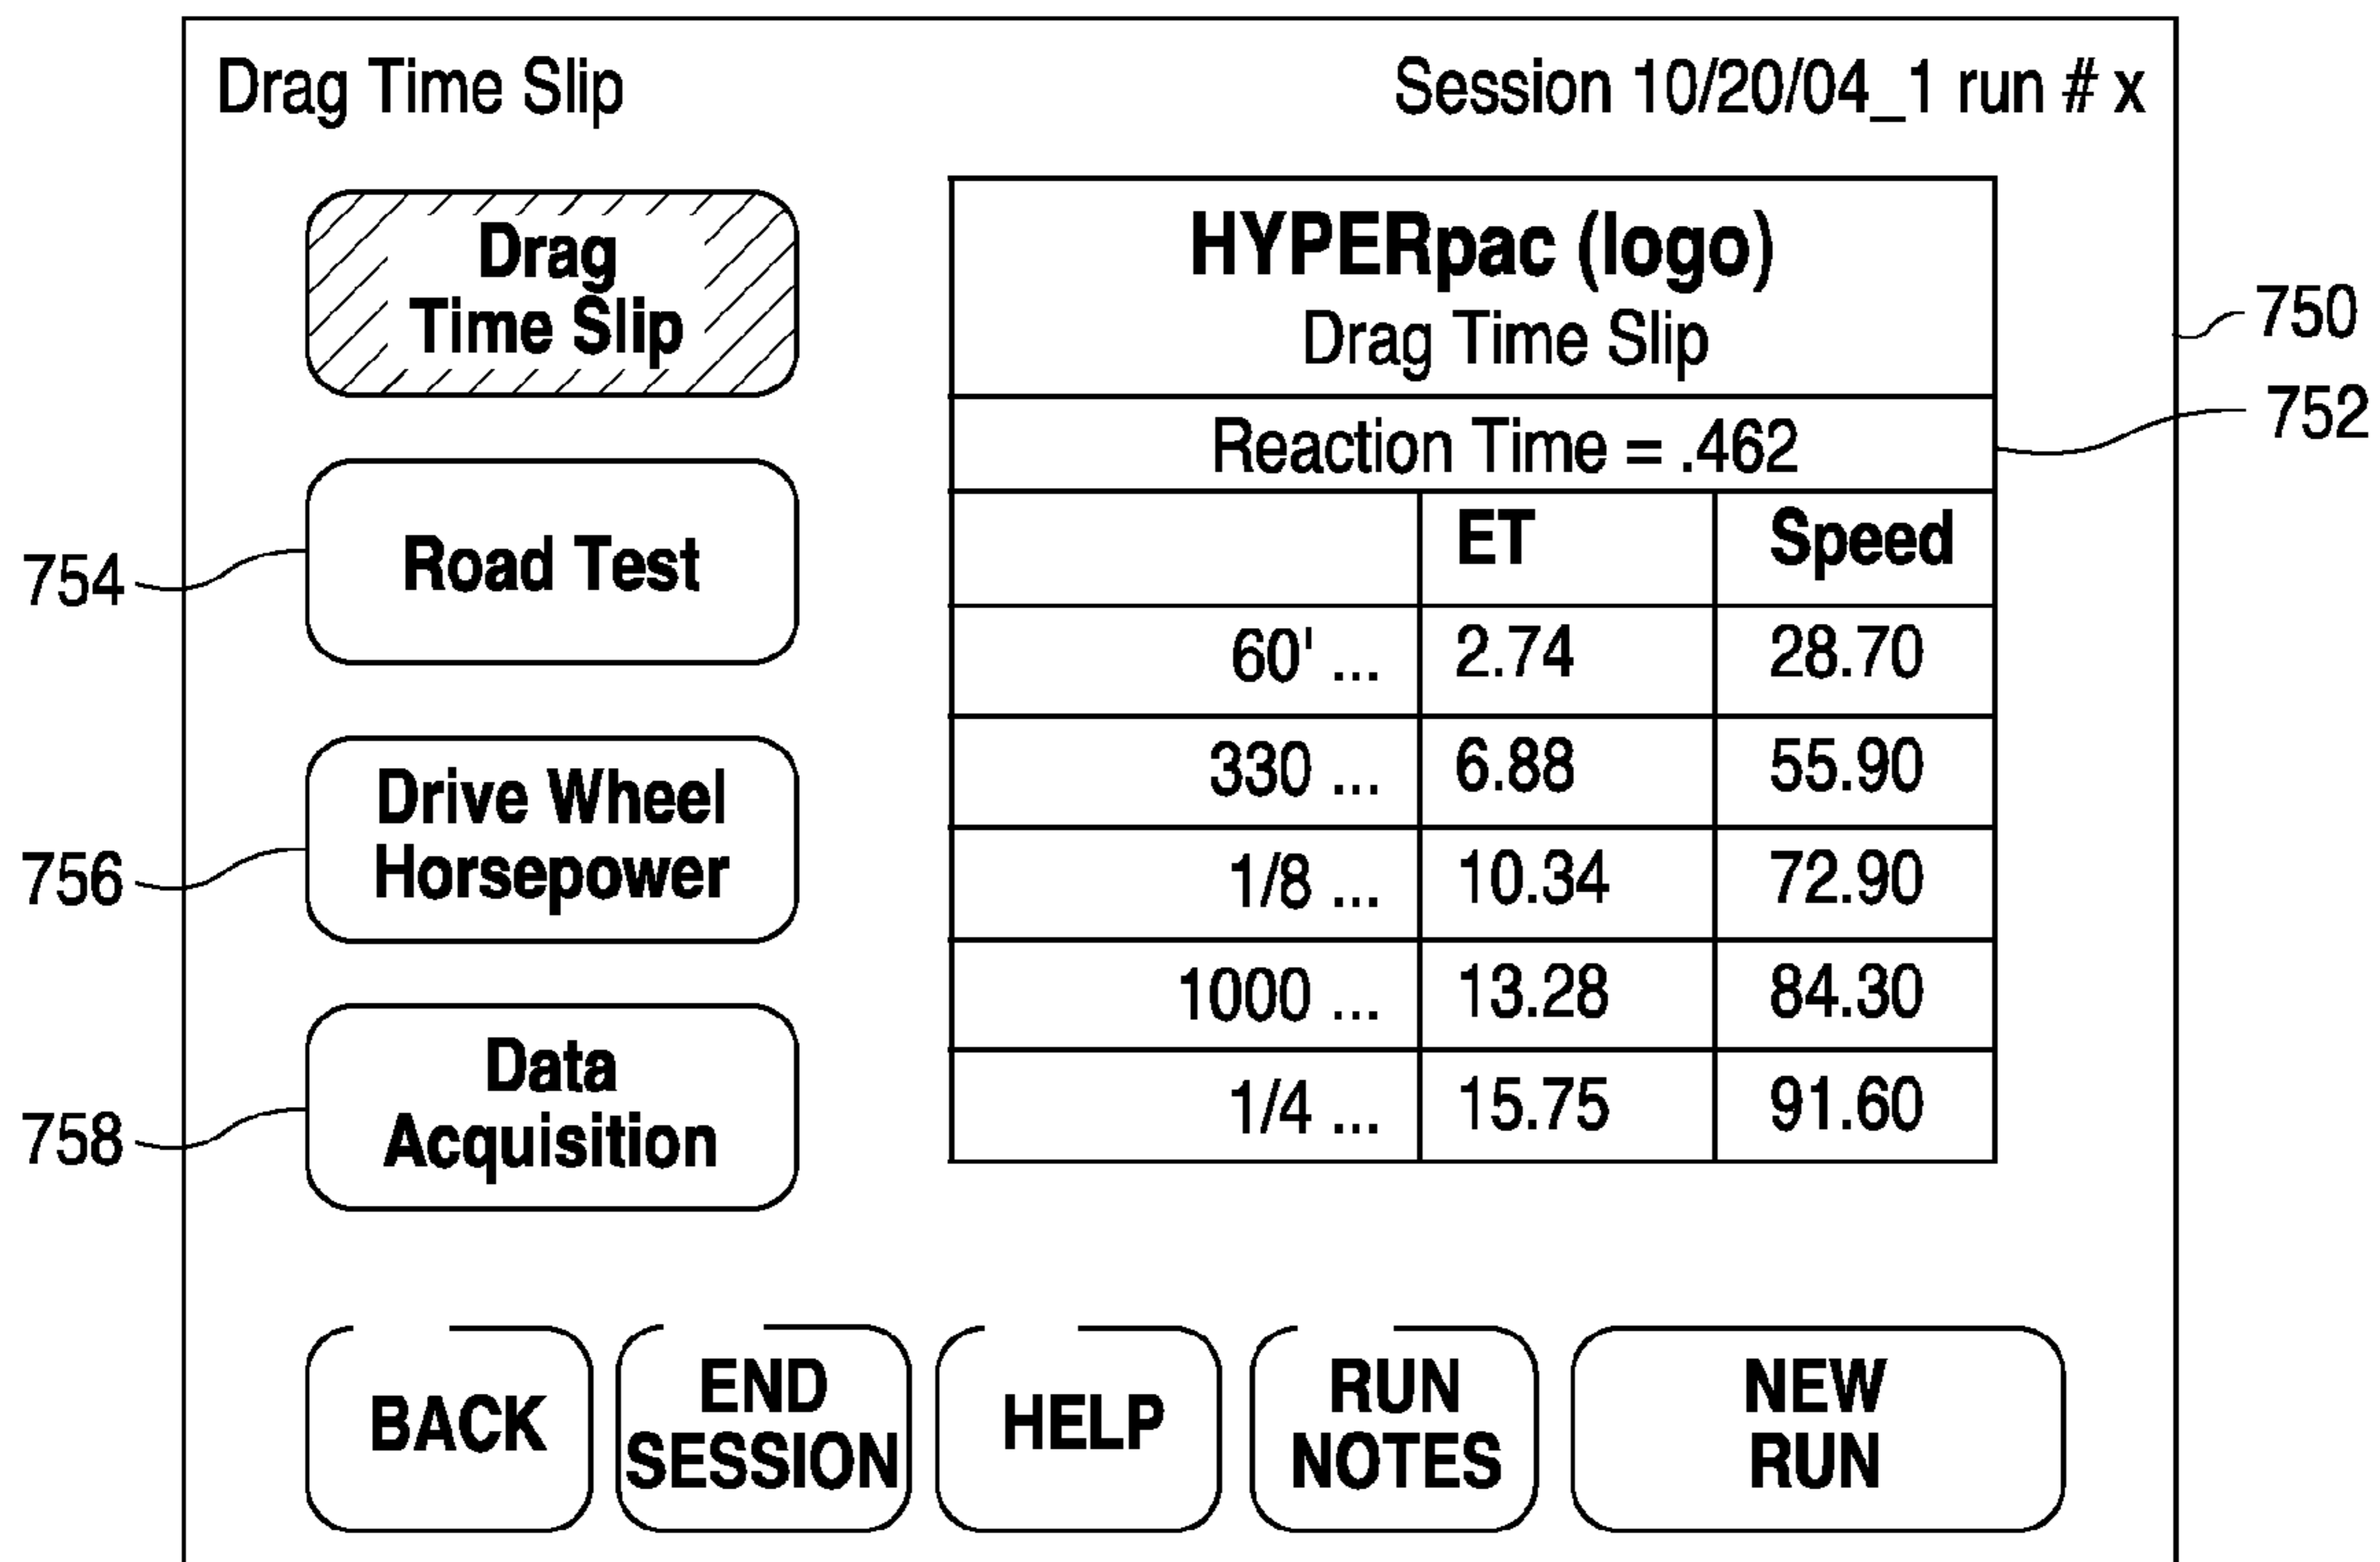 Drag Time Slip
Session 10/20/04_1 run # x
Drag
Time Slip
Road Test
Drive Wheel
Horsepower
Data
Acquisition
HYPERpac (logo)
Drag Time Slip
Reaction Time = .462
ET Speed
60' ... 2.74 28.70
330 ... 6.88 55.90
1/8 ... 10.34 72.90
1000 ... 13.28 84.30
1/4 ... 15.75 91.60
750
752
754
756
758
BACK
END
SESSION
HELP
RUN
NOTES
NEW
RUN